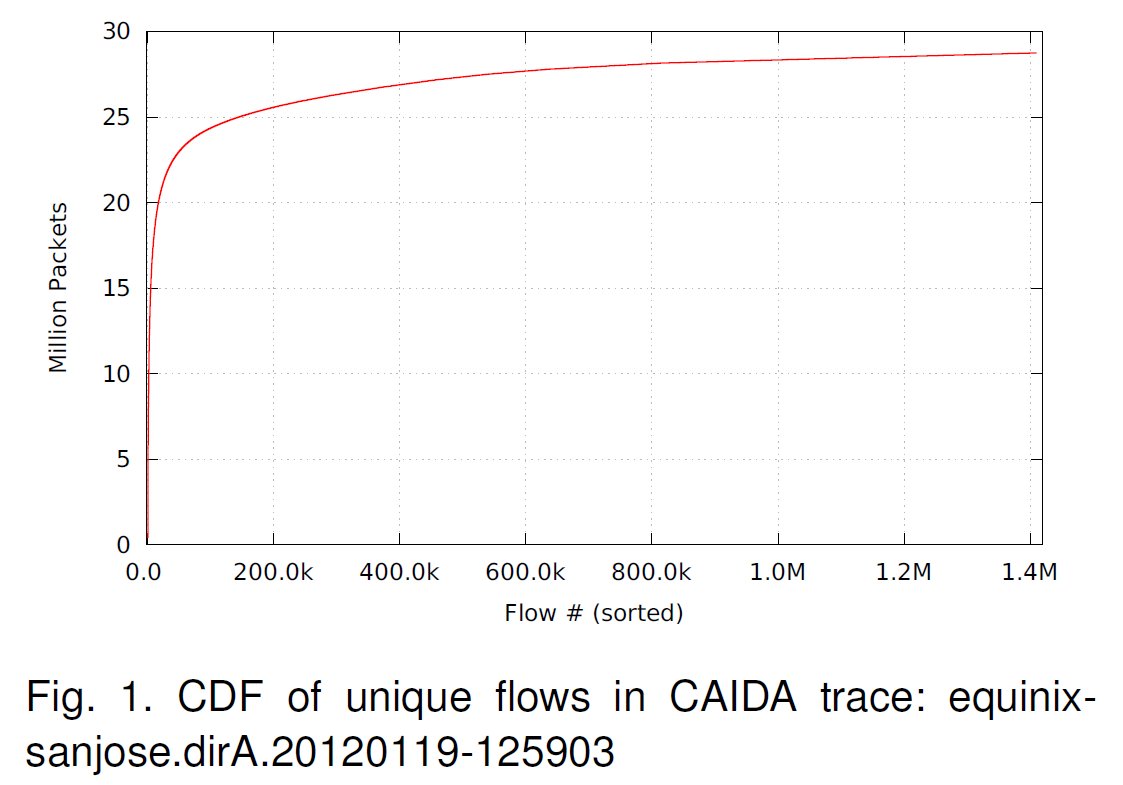 30
25
20
15
10
5
0
Million Packets
0.0 200.0k 400.0k 600.0k 800.0k 1.0M 1.2M 1.4M
Flow # (sorted)
Fig. 1. CDF of unique flows in CAIDA trace: equinix-
sanjose.dirA.20120119-125903